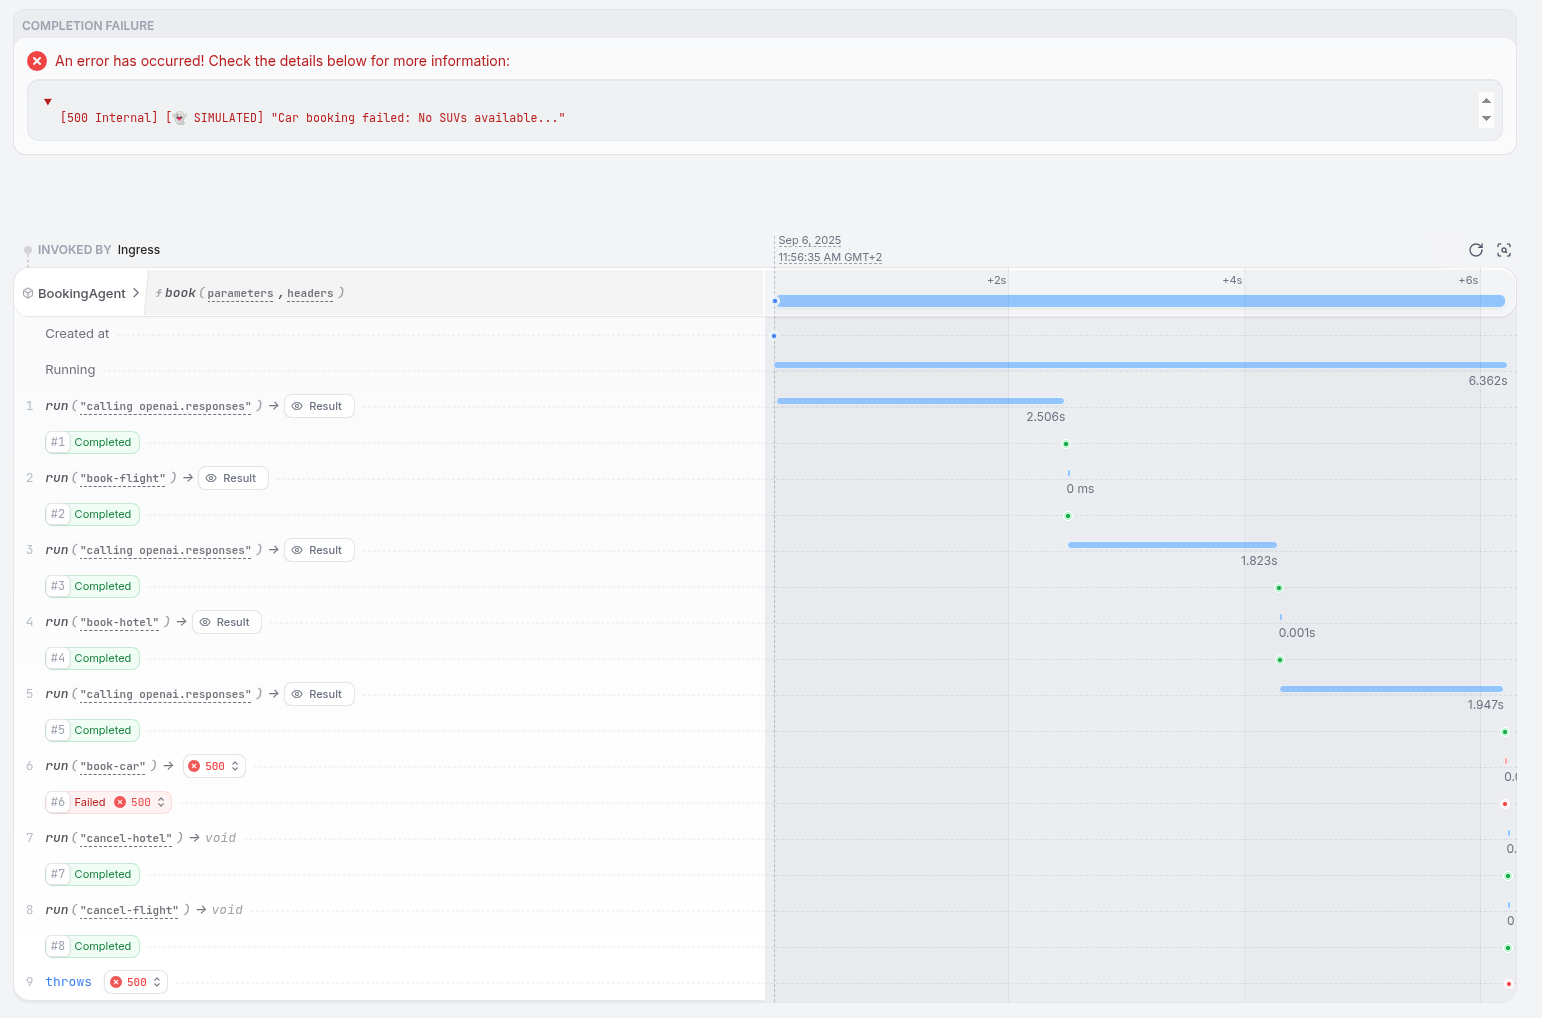 COMPLETION FAILURE
An error has occurred! Check the details below for more information:
[500 Internal] [👻 SIMULATED] "Car booking failed: No SUVs available..."
INVOKED BY Ingress
Sep 6, 2025
11:56:35 AM GMT+2
BookingAgent
ƒ book(parameters, headers)
+2s
+4s
+6s
Created at
Running
6.362s
1 run("calling openai.responses") → Result
2.506s
#1 Completed
2 run("book-flight") → Result
0 ms
#2 Completed
3 run("calling openai.responses") → Result
1.823s
#3 Completed
4 run("book-hotel") → Result
0.001s
#4 Completed
5 run("calling openai.responses") → Result
1.947s
#5 Completed
6 run("book-car") → 500
#6 Failed 500
7 run("cancel-hotel") → void
0.
#7 Completed
8 run("cancel-flight") → void
0
#8 Completed
9 throws 500